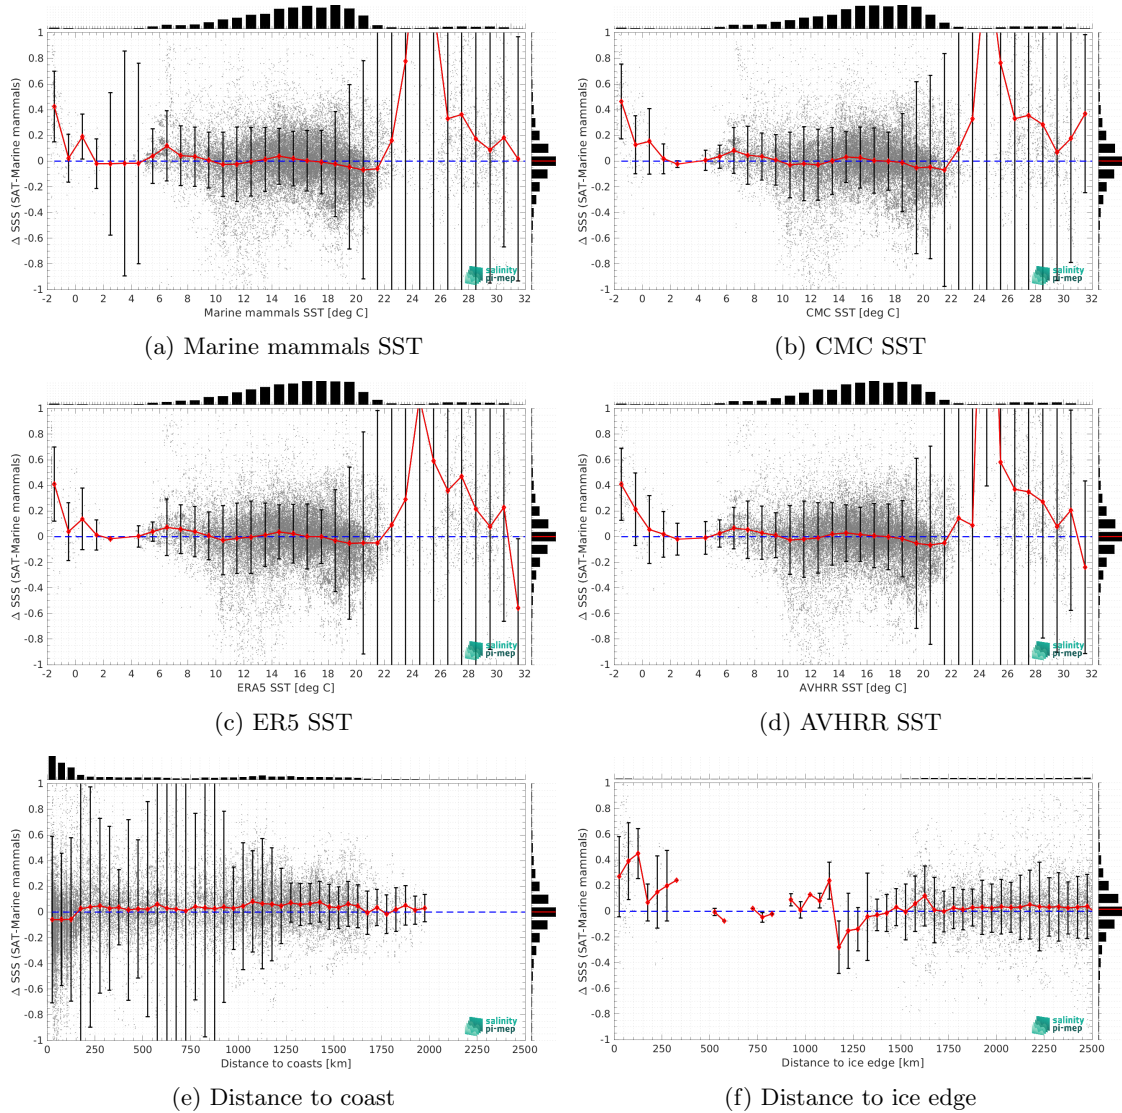 1
0.8
0.6
0.4
0.2
0
-0.2
-0.4
-0.6
-0.8
-1
Δ SSS (SAT-Marine mammals)
-2 0 2 4 6 8 10 12 14 16 18 20 22 24 26 28 30 32
Marine mammals SST [deg C]
salinity
pi-mep
(a) Marine mammals SST
1
0.8
0.6
0.4
0.2
0
-0.2
-0.4
-0.6
-0.8
-1
Δ SSS (SAT-Marine mammals)
-2 0 2 4 6 8 10 12 14 16 18 20 22 24 26 28 30 32
CMC SST [deg C]
salinity
pi-mep
(b) CMC SST
1
0.8
0.6
0.4
0.2
0
-0.2
-0.4
-0.6
-0.8
-1
Δ SSS (SAT-Marine mammals)
-2 0 2 4 6 8 10 12 14 16 18 20 22 24 26 28 30 32
ERA5 SST [deg C]
salinity
pi-mep
(c) ER5 SST
1
0.8
0.6
0.4
0.2
0
-0.2
-0.4
-0.6
-0.8
-1
Δ SSS (SAT-Marine mammals)
-2 0 2 4 6 8 10 12 14 16 18 20 22 24 26 28 30 32
AVHRR SST [deg C]
salinity
pi-mep
(d) AVHRR SST
1
0.8
0.6
0.4
0.2
0
-0.2
-0.4
-0.6
-0.8
-1
Δ SSS (SAT-Marine mammals)
0 250 500 750 1000 1250 1500 1750 2000 2250 2500
Distance to coasts [km]
salinity
pi-mep
(e) Distance to coast
1
0.8
0.6
0.4
0.2
0
-0.2
-0.4
-0.6
-0.8
-1
Δ SSS (SAT-Marine mammals)
0 250 500 750 1000 1250 1500 1750 2000 2250 2500
Distance to ice edge [km]
salinity
pi-mep
(f) Distance to ice edge